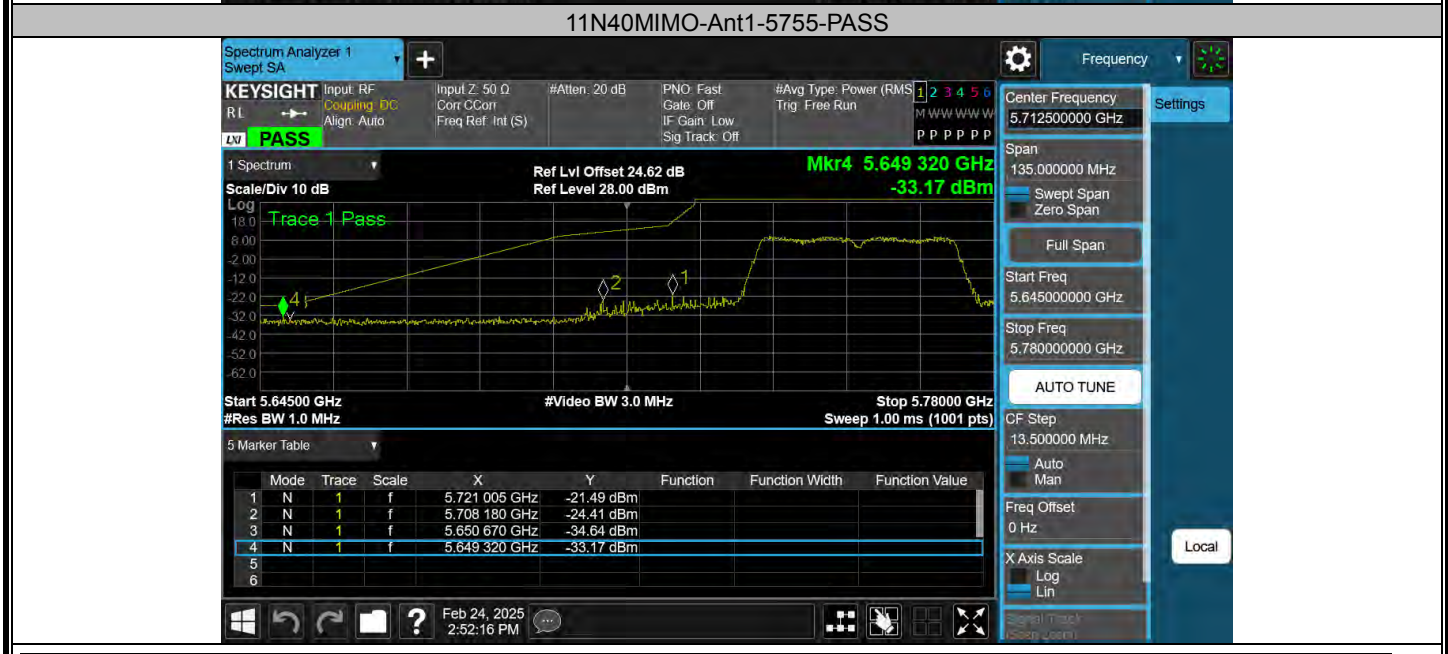 11N40MIMO-Ant1-5755-PASS
Spectrum Analyzer 1
Swept SA
+
Frequency
KEYSIGHT
RL
LXI PASS
Input: RF
Coupling: DC
Align: Auto
Input Z: 50 Ω
Corr CCorr
Freq Ref: Int (S)
#Atten: 20 dB
PNO: Fast
Gate: Off
IF Gain: Low
Sig Track: Off
#Avg Type: Power (RMS
Trig: Free Run
1 2 3 4 5 6
M W W W W W
P P P P P P
Center Frequency
5.712500000 GHz
Settings
1 Spectrum
Ref Lvl Offset 24.62 dB
Mkr4 5.649 320 GHz
Scale/Div 10 dB
Ref Level 28.00 dBm
-33.17 dBm
Log
Trace 1 Pass
18.0
8.00
-2.00
-12.0
-22.0
-32.0
-42.0
-52.0
-62.0
4
2
1
Start 5.64500 GHz
#Video BW 3.0 MHz
Stop 5.78000 GHz
#Res BW 1.0 MHz
Sweep 1.00 ms (1001 pts)
Span
135.000000 MHz
Swept Span
Zero Span
Full Span
Start Freq
5.645000000 GHz
Stop Freq
5.780000000 GHz
AUTO TUNE
CF Step
13.500000 MHz
Auto
Man
Freq Offset
0 Hz
X Axis Scale
Log
Lin
Signal Track
(Span Zoom)
Local
5 Marker Table
Mode Trace Scale X Y Function Function Width Function Value
1 N 1 f 5.721 005 GHz -21.49 dBm
2 N 1 f 5.708 180 GHz -24.41 dBm
3 N 1 f 5.650 670 GHz -34.64 dBm
4 N 1 f 5.649 320 GHz -33.17 dBm
5
6
?
Feb 24, 2025
2:52:16 PM